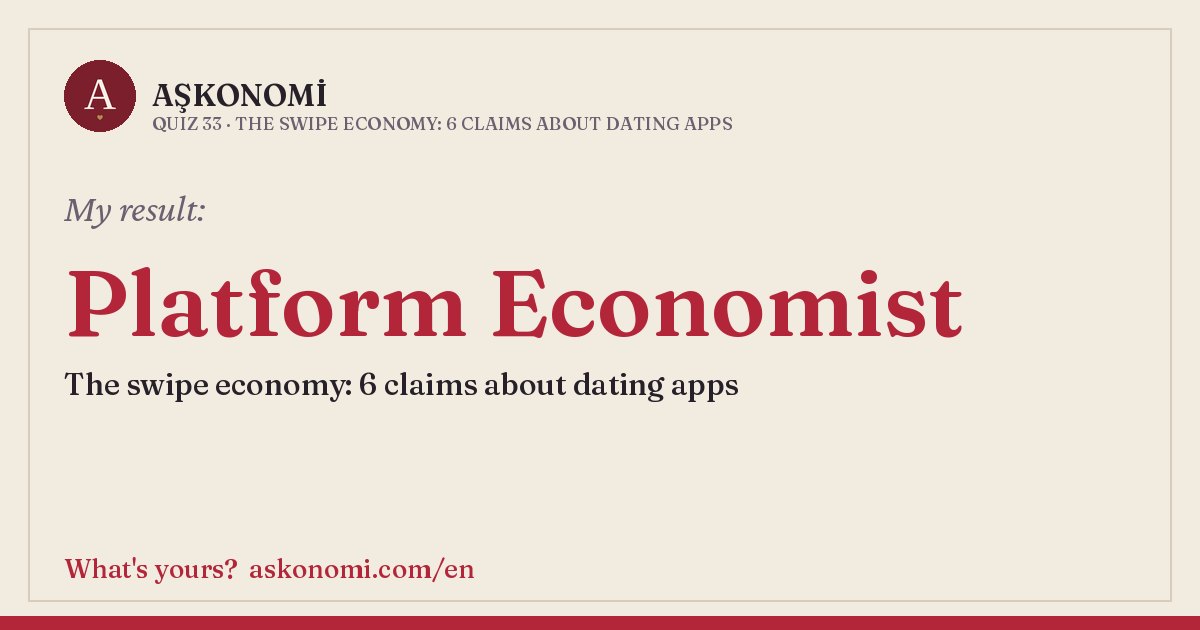 A
AŞKONOMİ
QUIZ 33 · THE SWIPE ECONOMY: 6 CLAIMS ABOUT DATING APPS
My result:
Platform Economist
The swipe economy: 6 claims about dating apps
What's yours? askonomi.com/en